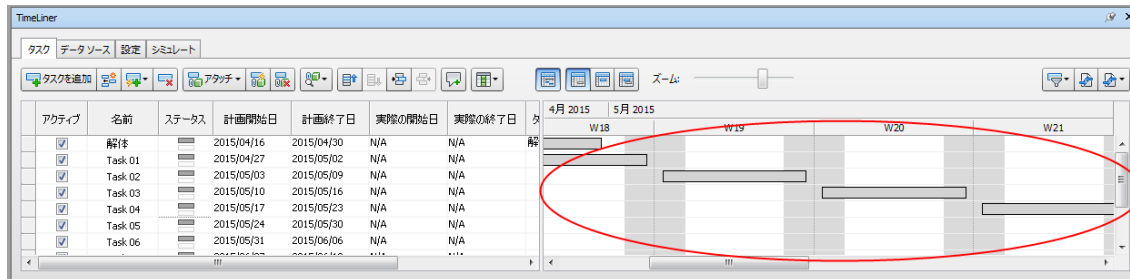 TimeLiner
タスク データ ソース 設定 シミュレート
タスクを追加 アタッチ ズーム:
アクティブ 名前 ステータス 計画開始日 計画終了日 実際の開始日 実際の終了日 タ
4月 2015 5月 2015
W18 W19 W20 W21
解体 2015/04/16 2015/04/30 N/A N/A 解
Task 01 2015/04/27 2015/05/02 N/A N/A
Task 02 2015/05/03 2015/05/09 N/A N/A
Task 03 2015/05/10 2015/05/16 N/A N/A
Task 04 2015/05/17 2015/05/23 N/A N/A
Task 05 2015/05/24 2015/05/30 N/A N/A
Task 06 2015/05/31 2015/06/06 N/A N/A